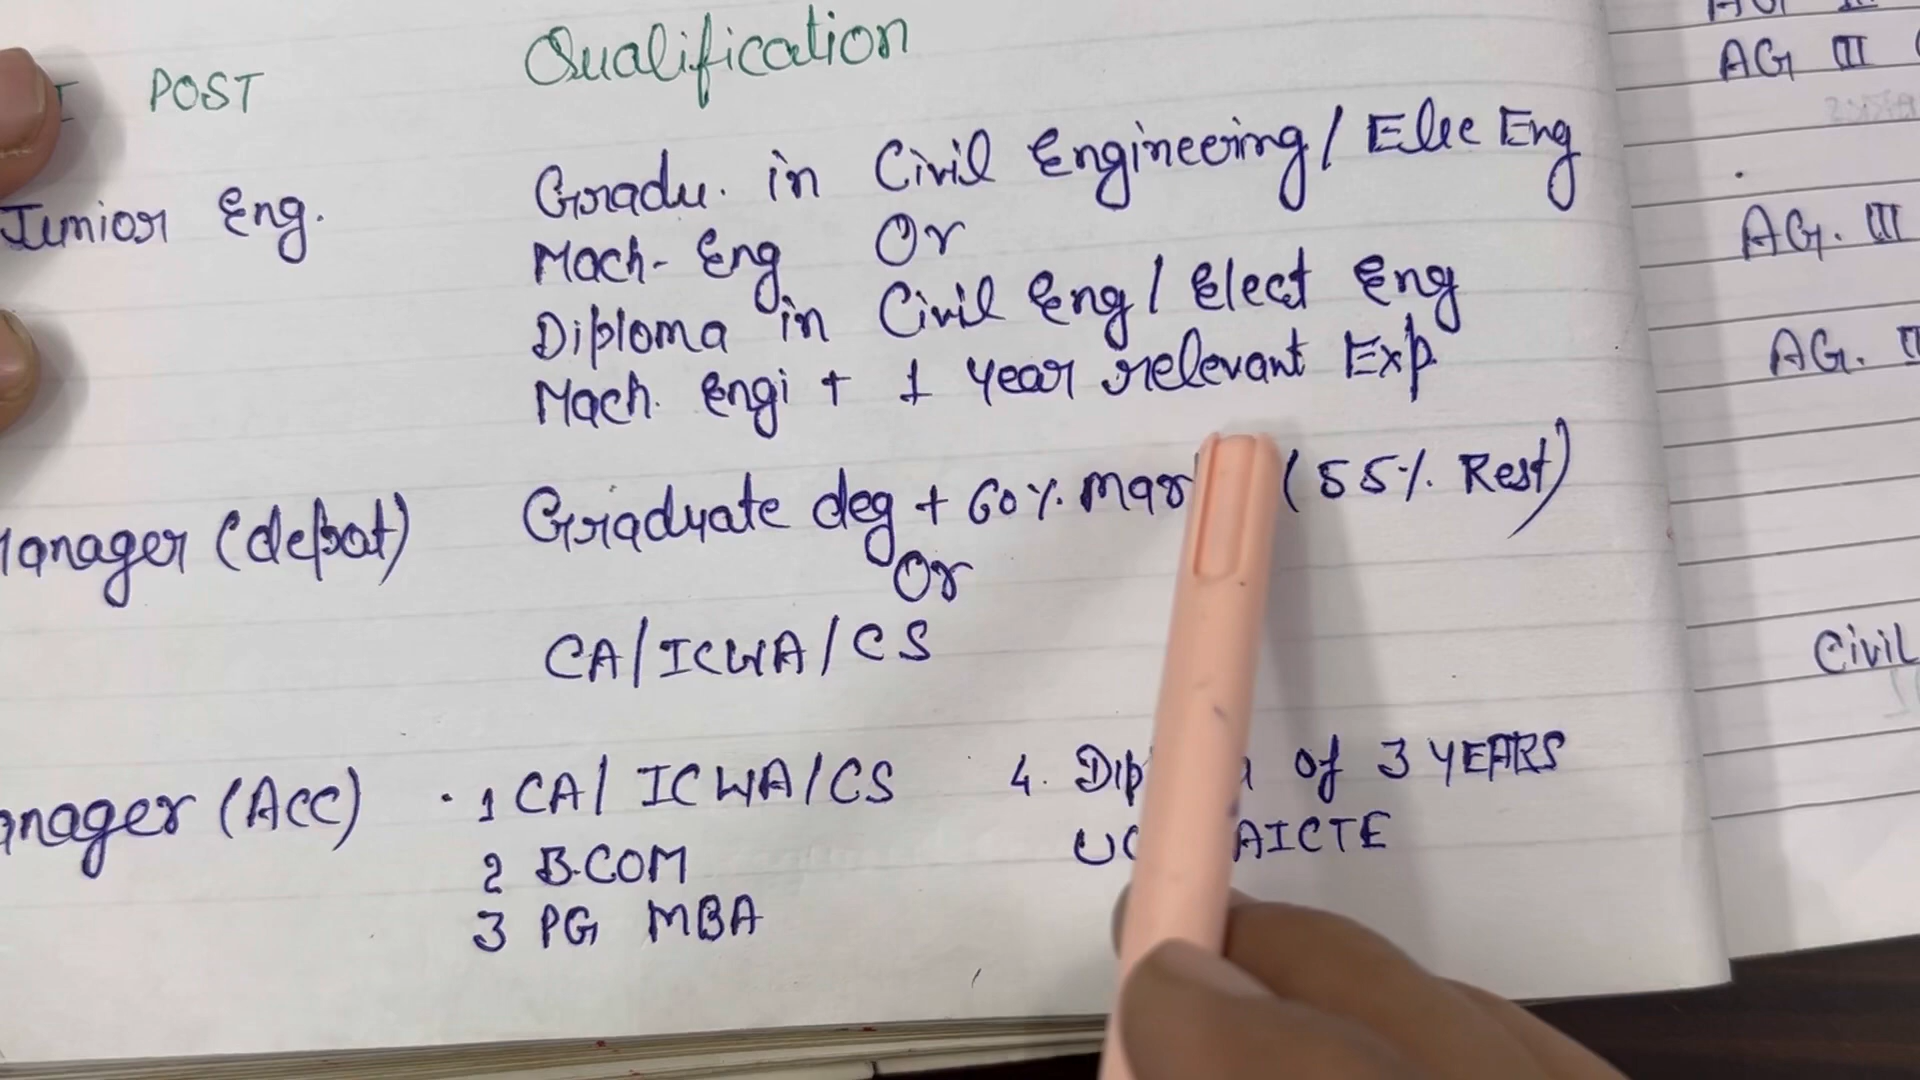 POST Qualification
Junior Eng. Gradu. in Civil Engineering / Elec Eng
Mach- Eng Or
Diploma in Civil Eng / Elect Eng
Mach. Engi + 1 Year relevant Exp.
Manager (depot) Graduate deg + 60% Mar (55% Rest)
Or
CA/ICWA/CS
anager (Acc) 1 CA/ ICWA/CS 4. Dip of 3 YEARS
2 B.COM AICTE
3 PG MBA
AG III
AG. III
AG.
Civil